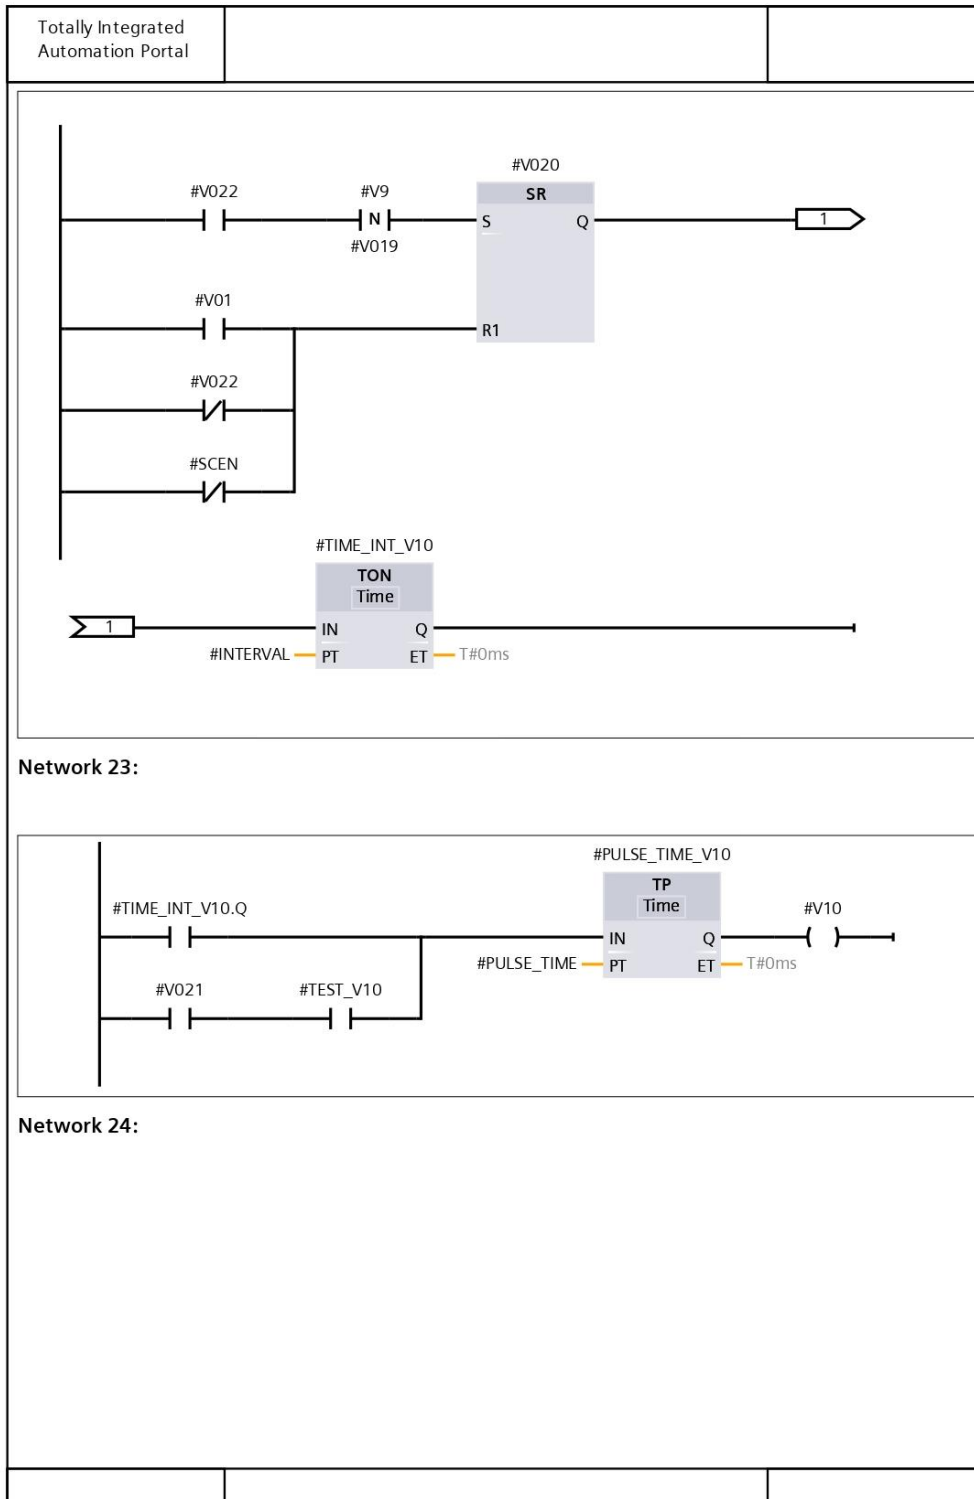 Totally Integrated
Automation Portal
#V020
#V022 #V9 SR
N S Q 1
#V019
#V01
R1
#V022
#SCEN
#TIME_INT_V10
TON
Time
1 IN Q
#INTERVAL PT ET T#0ms
Network 23:
#PULSE_TIME_V10
TP
#TIME_INT_V10.Q Time #V10
IN Q
#PULSE_TIME PT ET T#0ms
#V021 #TEST_V10
Network 24: